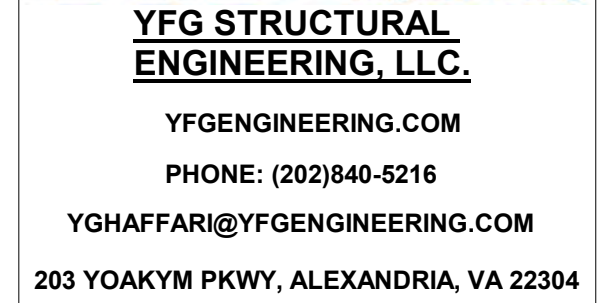 YFG STRUCTURAL
ENGINEERING, LLC.
YFGENGINEERING.COM
PHONE: (202)840-5216
YGHAFFARI@YFGENGINEERING.COM
203 YOAKYM PKWY, ALEXANDRIA, VA 22304